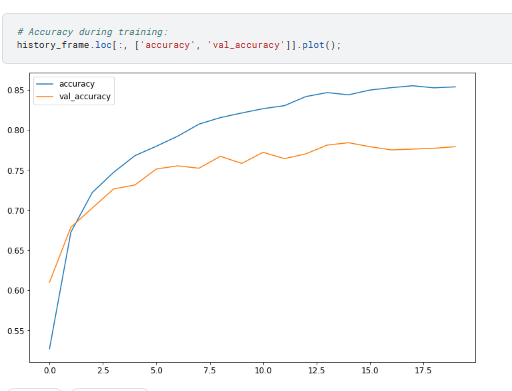 # Accuracy during training:
history_frame.loc[:, ['accuracy', 'val_accuracy']].plot();
accuracy
val_accuracy
0.85
0.80
0.75
0.70
0.65
0.60
0.55
0.0 2.5 5.0 7.5 10.0 12.5 15.0 17.5